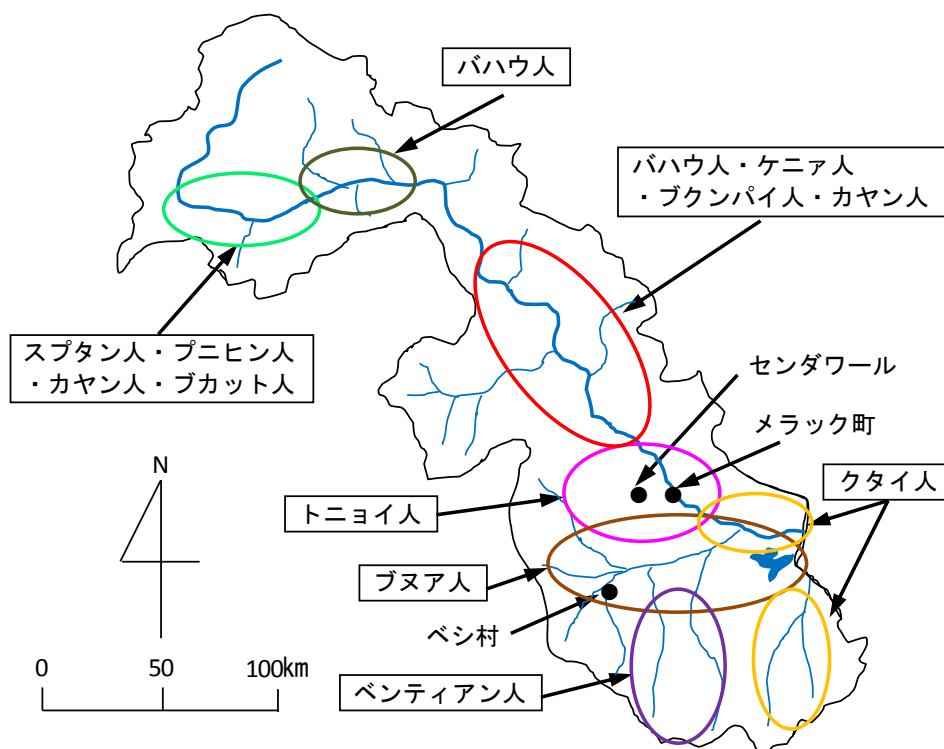 バハウ人
バハウ人・ケニァ人
・ブクンパイ人・カヤン人
スプタン人・プニヒン人
・カヤン人・ブカット人
センダワール
メラック町
N
クタイ人
トニョイ人
ブヌア人
ベシ村
0 50 100km
ベンティアン人